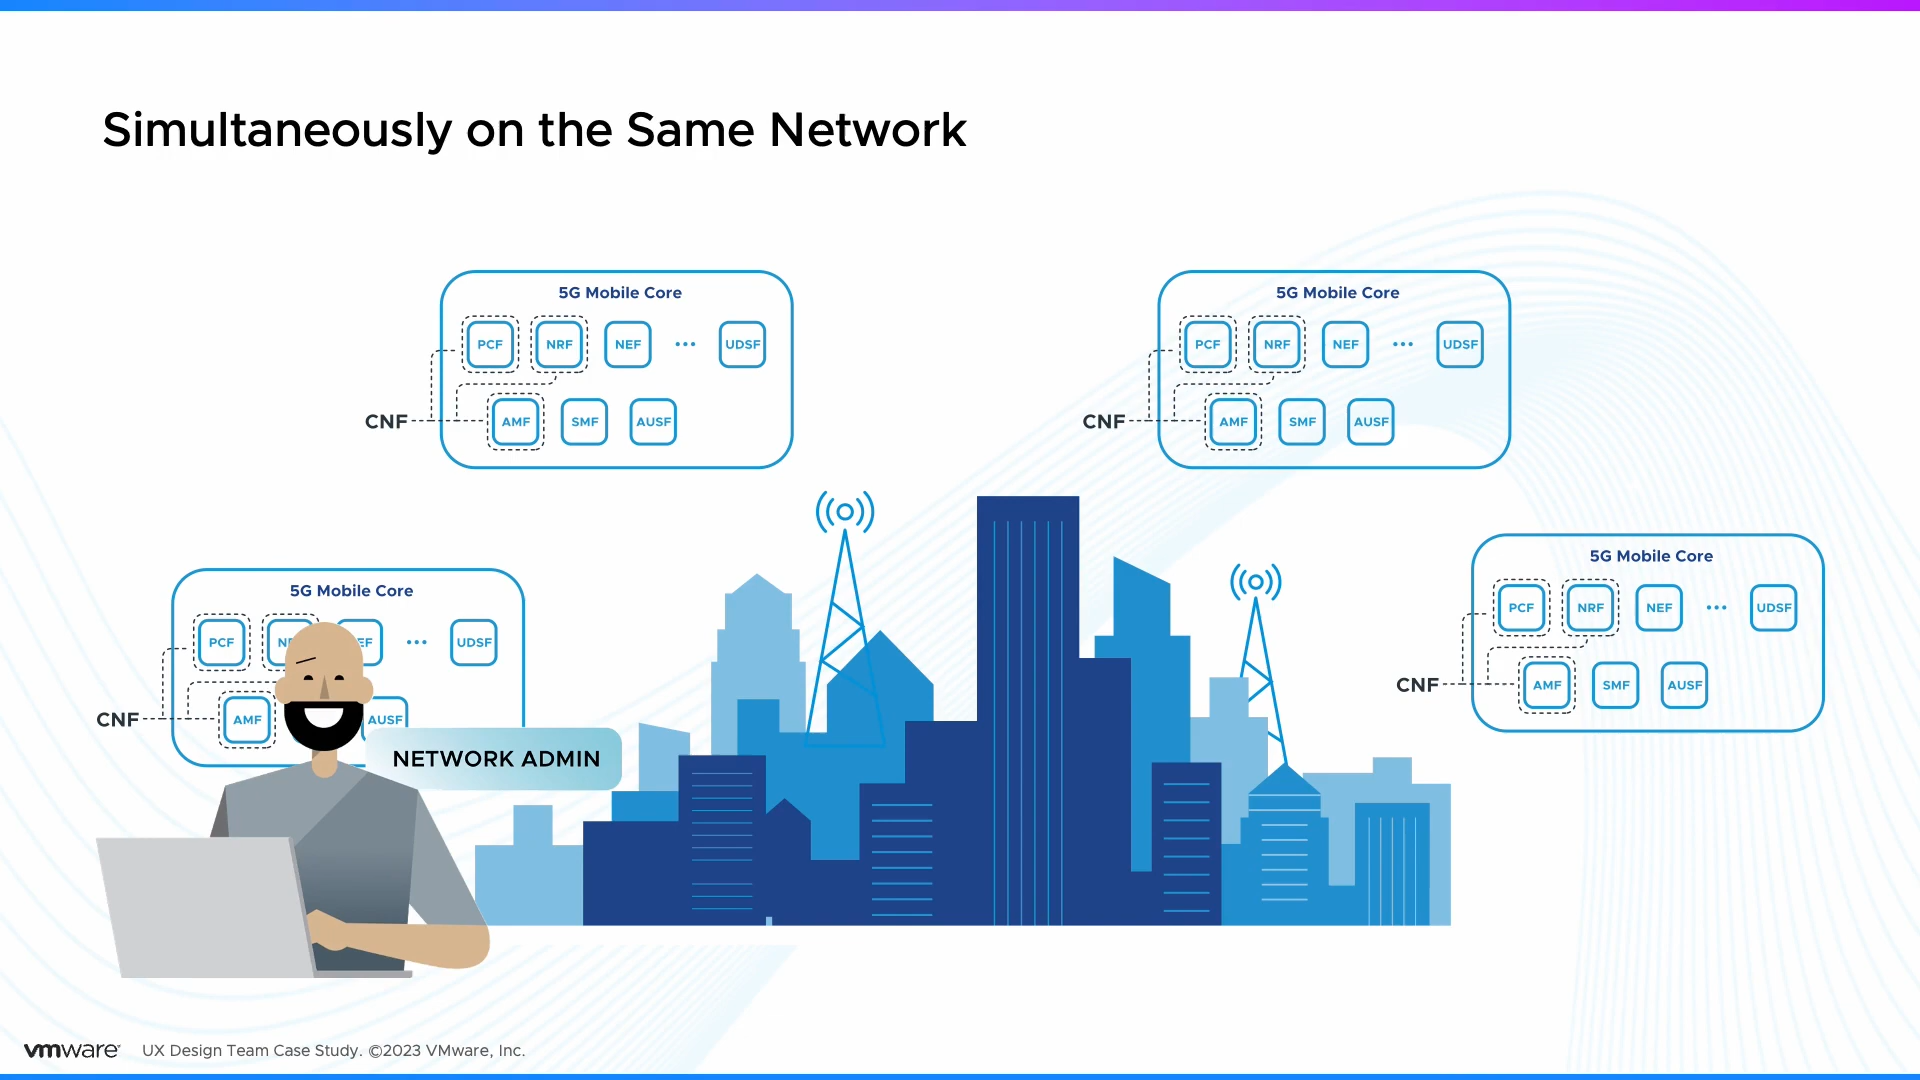 Simultaneously on the Same Network
5G Mobile Core
PCF NRF NEF ... UDSF
CNF AMF SMF AUSF
5G Mobile Core
PCF NRF NEF ... UDSF
CNF AMF SMF AUSF
5G Mobile Core
PCF NRF NEF ... UDSF
CNF AMF SMF AUSF
5G Mobile Core
PCF UDSF
CNF AMF AUSF
NETWORK ADMIN
vmware UX Design Team Case Study. ©2023 VMware, Inc.